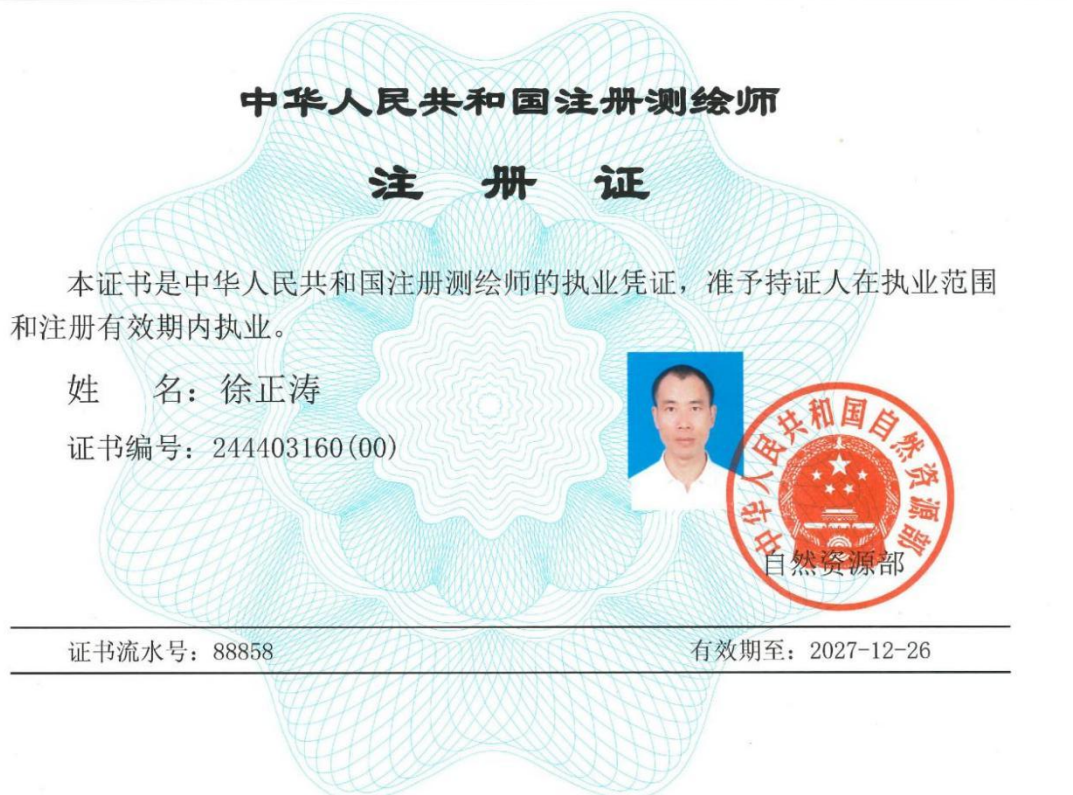 中华人民共和国注册测绘师
注 册 证
本证书是中华人民共和国注册测绘师的执业凭证，准予持证人在执业范围
和注册有效期内执业。
姓 名：徐正涛
证书编号：244403160(00)
中华人民共和国自然资源部
自然资源部
证书流水号：88858 有效期至：2027-12-26